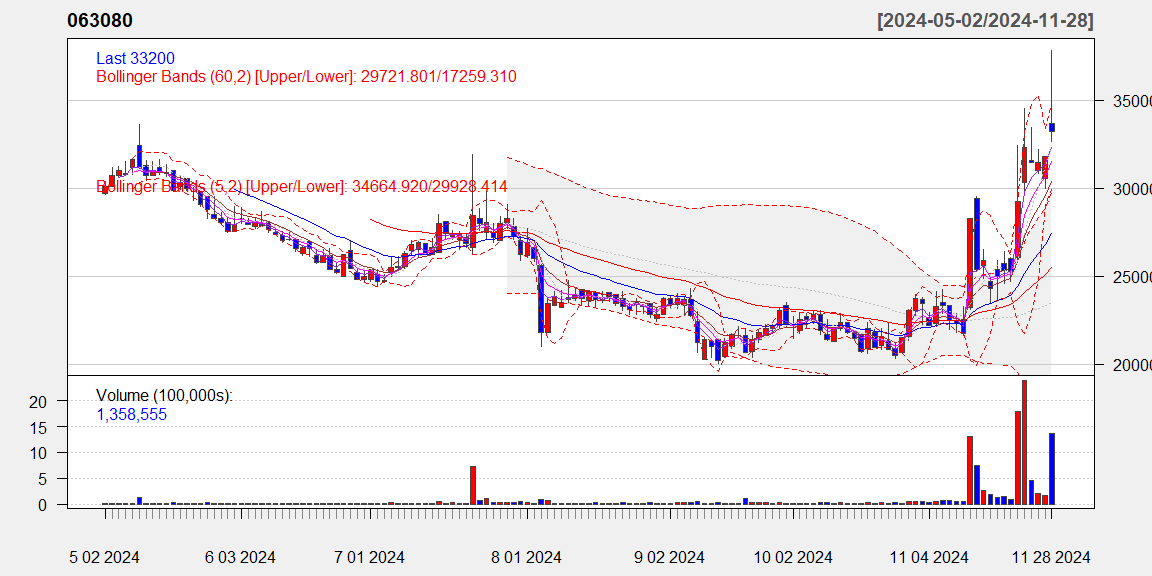 063080 [2024-05-02/2024-11-28]
Last 33200
Bollinger Bands (60,2) [Upper/Lower]: 29721.801/17259.310
Bollinger Bands (5,2) [Upper/Lower]: 34664.920/29928.414
35000
30000
25000
20000
Volume (100,000s):
1,358,555
20
15
10
5
0
5 02 2024 6 03 2024 7 01 2024 8 01 2024 9 02 2024 10 02 2024 11 04 2024 11 28 2024